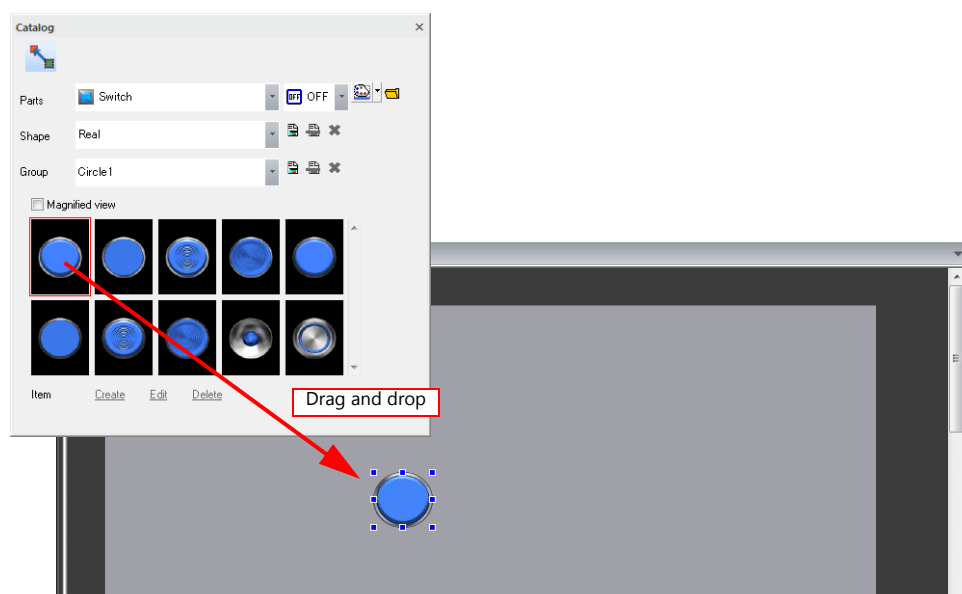 Catalog
Parts Switch OFF OFF
Shape Real
Group Circle1
Magnified view
Item Create Edit Delete
Drag and drop